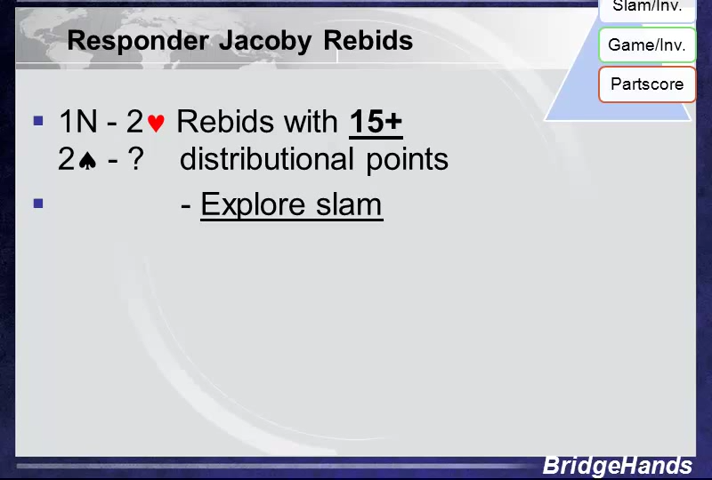 Slam/Inv.
Responder Jacoby Rebids
Game/Inv.
Partscore
1N - 2♥ Rebids with 15+
2♠ - ? distributional points
- Explore slam
BridgeHands